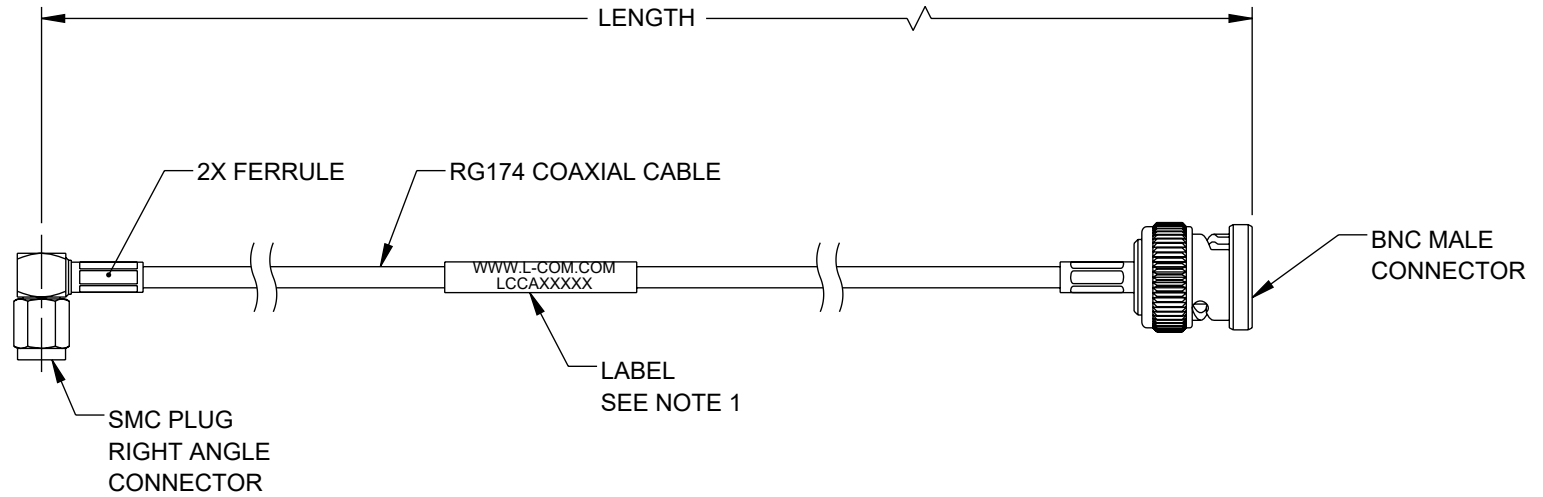 LENGTH
2X FERRULE
RG174 COAXIAL CABLE
WWW.L-COM.COM
LCCAXXXXX
BNC MALE
CONNECTOR
LABEL
SEE NOTE 1
SMC PLUG
RIGHT ANGLE
CONNECTOR